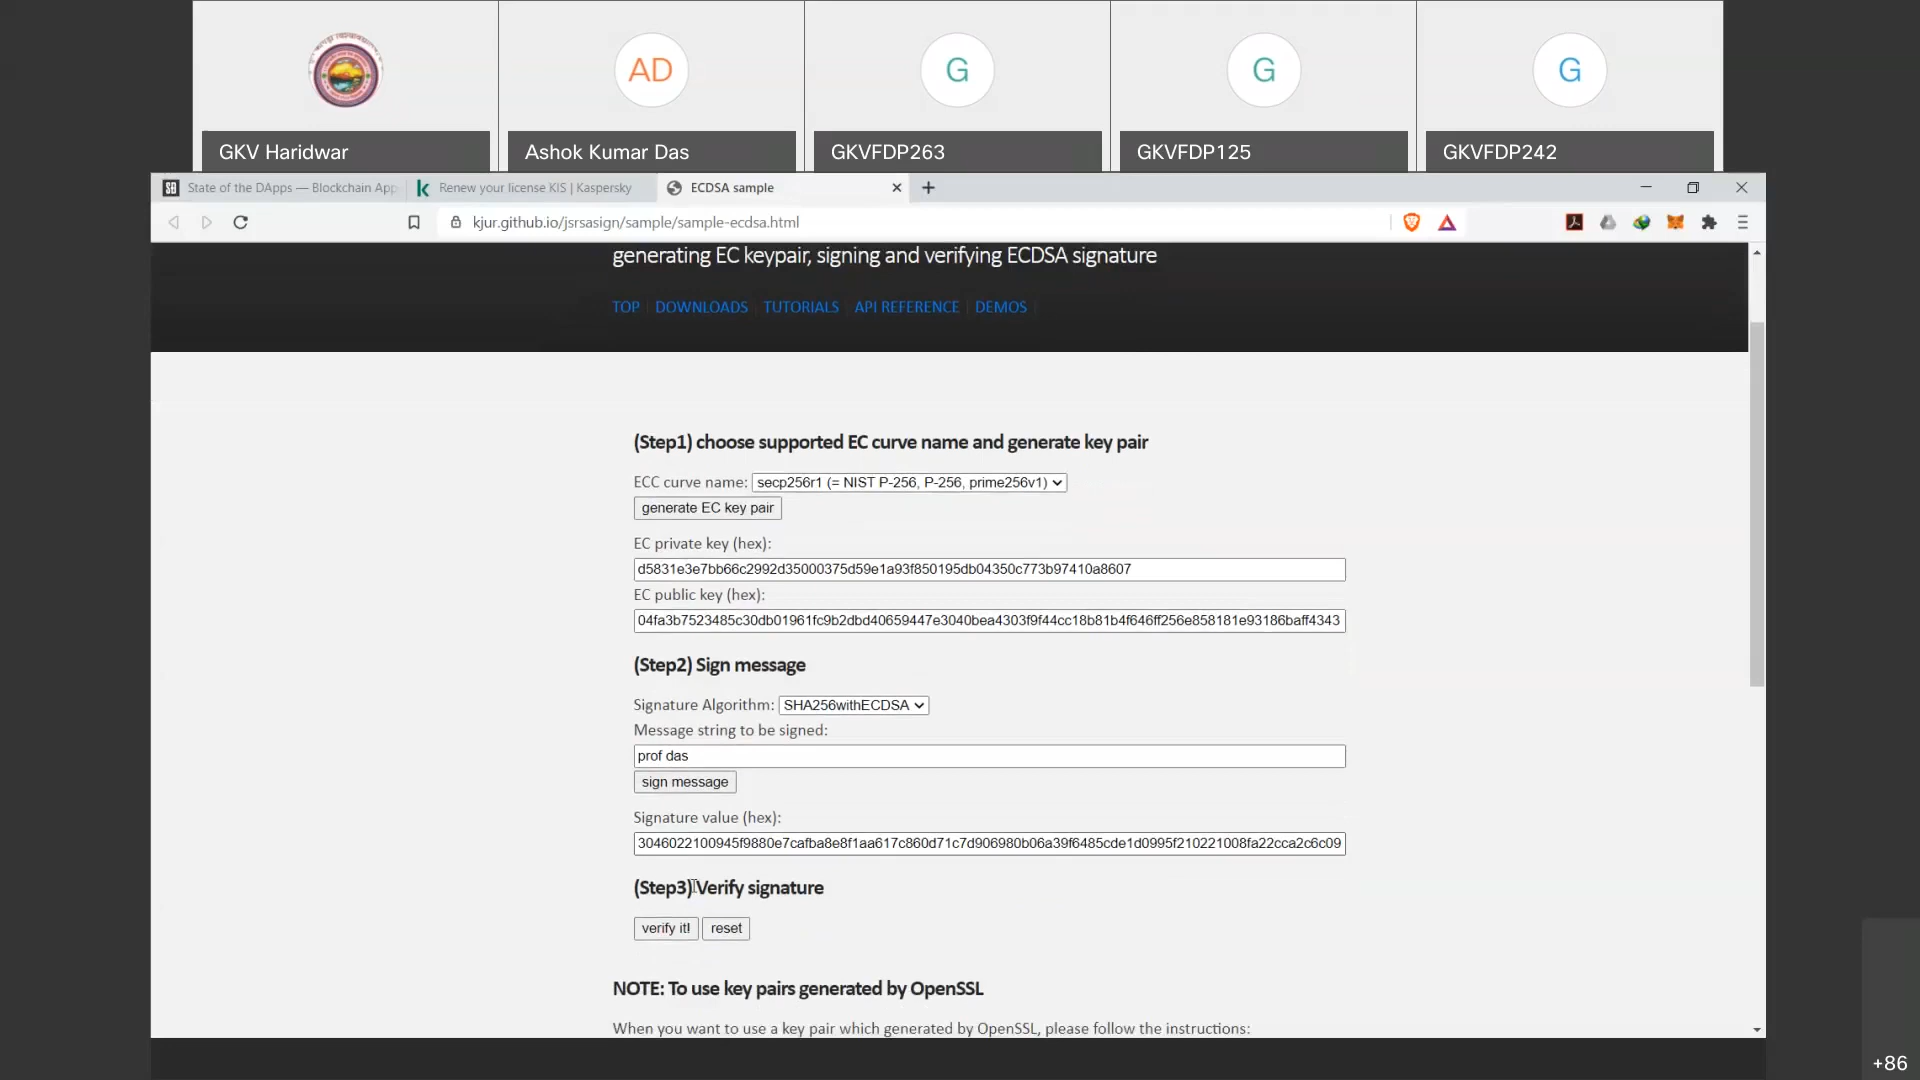 AD
G
G
G
GKV Haridwar
Ashok Kumar Das
GKVFDP263
GKVFDP125
GKVFDP242
State of the DApps — Blockchain App
Renew your license KIS | Kaspersky
ECDSA sample
kjur.github.io/jsrsasign/sample/sample-ecdsa.html
generating EC keypair, signing and verifying ECDSA signature
TOP DOWNLOADS TUTORIALS API REFERENCE DEMOS
(Step1) choose supported EC curve name and generate key pair
ECC curve name: secp256r1 (= NIST P-256, P-256, prime256v1)
generate EC key pair
EC private key (hex):
d5831e3e7bb66c2992d35000375d59e1a93f850195db04350c773b97410a8607
EC public key (hex):
04fa3b7523485c30db01961fc9b2dbd40659447e3040bea4303f9f44cc18b81b4f646ff256e858181e93186baff4343
(Step2) Sign message
Signature Algorithm: SHA256withECDSA
Message string to be signed:
prof das
sign message
Signature value (hex):
3046022100945f9880e7cafba8e8f1aa617c860d71c7d906980b06a39f6485cde1d0995f210221008fa22cca2c6c09
(Step3) Verify signature
verify it! reset
NOTE: To use key pairs generated by OpenSSL
When you want to use a key pair which generated by OpenSSL, please follow the instructions:
+86